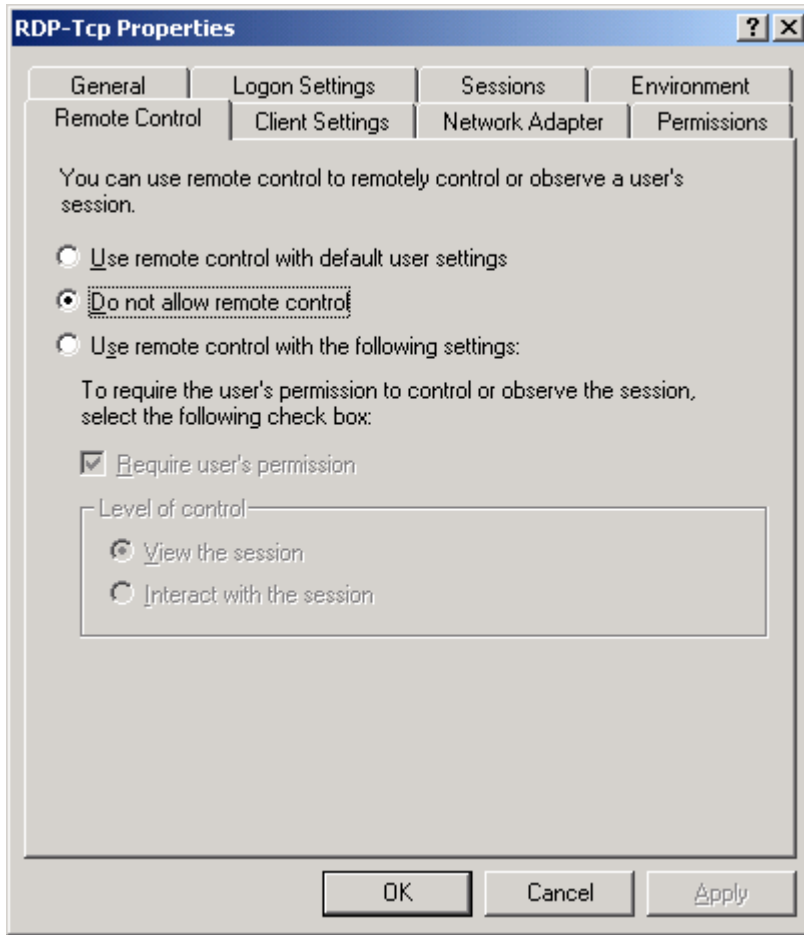 RDP-Tcp Properties
General
Logon Settings
Sessions
Environment
Remote Control
Client Settings
Network Adapter
Permissions
You can use remote control to remotely control or observe a user's
session.
Use remote control with default user settings
Do not allow remote control
Use remote control with the following settings:
To require the user's permission to control or observe the session,
select the following check box:
Require user's permission
Level of control
View the session
Interact with the session
OK
Cancel
Apply